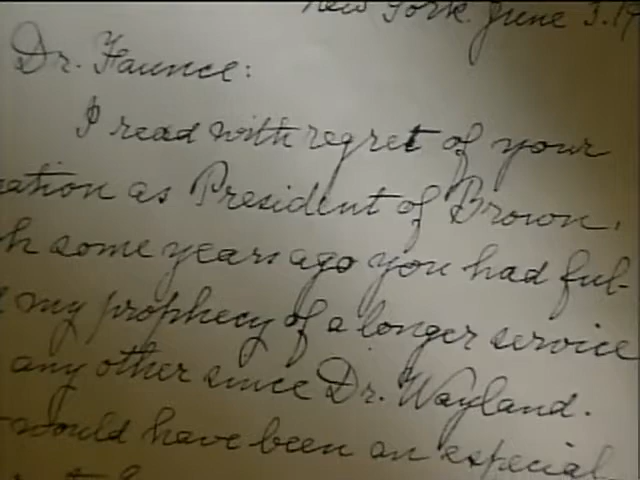 New York. June 3. 19
Dr. Faunce:
I read with regret of your
ation as President of Brown.
h some years ago you had ful-
my prophecy of a longer service
any other since Dr. Wayland.
would have been an especial